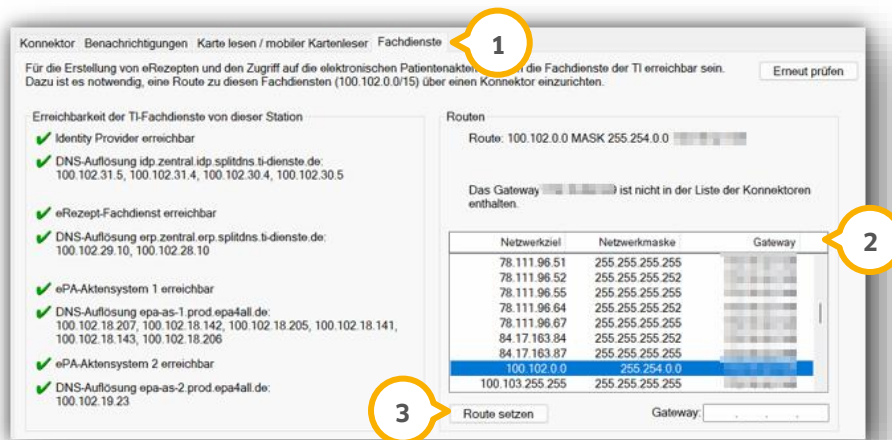 Konnektor Benachrichtigungen Karte lesen / mobiler Kartenleser Fachdienste
1
Für die Erstellung von eRezepten und den Zugriff auf die elektronischen Patientenakten die Fachdienste der TI erreichbar sein.
Dazu ist es notwendig, eine Route zu diesen Fachdiensten (100.102.0.0/15) über einen Konnektor einzurichten.
Erneut prüfen
Erreichbarkeit der TI-Fachdienste von dieser Station
Identity Provider erreichbar
DNS-Auflösung idp.zentral.idp.splitdns.ti-dienste.de:
100.102.31.5, 100.102.31.4, 100.102.30.4, 100.102.30.5
eRezept-Fachdienst erreichbar
DNS-Auflösung erp.zentral.erp.splitdns.ti-dienste.de:
100.102.29.10, 100.102.28.10
ePA-Aktensystem 1 erreichbar
DNS-Auflösung epa-as-1.prod.epa4all.de:
100.102.18.207, 100.102.18.142, 100.102.18.205, 100.102.18.141,
100.102.18.143, 100.102.18.206
ePA-Aktensystem 2 erreichbar
DNS-Auflösung epa-as-2.prod.epa4all.de:
100.102.19.23
Routen
Route: 100.102.0.0 MASK 255.254.0.0
Das Gateway ist nicht in der Liste der Konnektoren
enthalten.
Netzwerkziel Netzwerkmaske Gateway
2
78.111.96.51 255.255.255.255
78.111.96.52 255.255.255.252
78.111.96.55 255.255.255.255
78.111.96.64 255.255.255.252
78.111.96.67 255.255.255.255
84.17.163.84 255.255.255.252
84.17.163.87 255.255.255.255
100.102.0.0 255.254.0.0
100.103.255.255 255.255.255.255
3
Route setzen Gateway: . . .